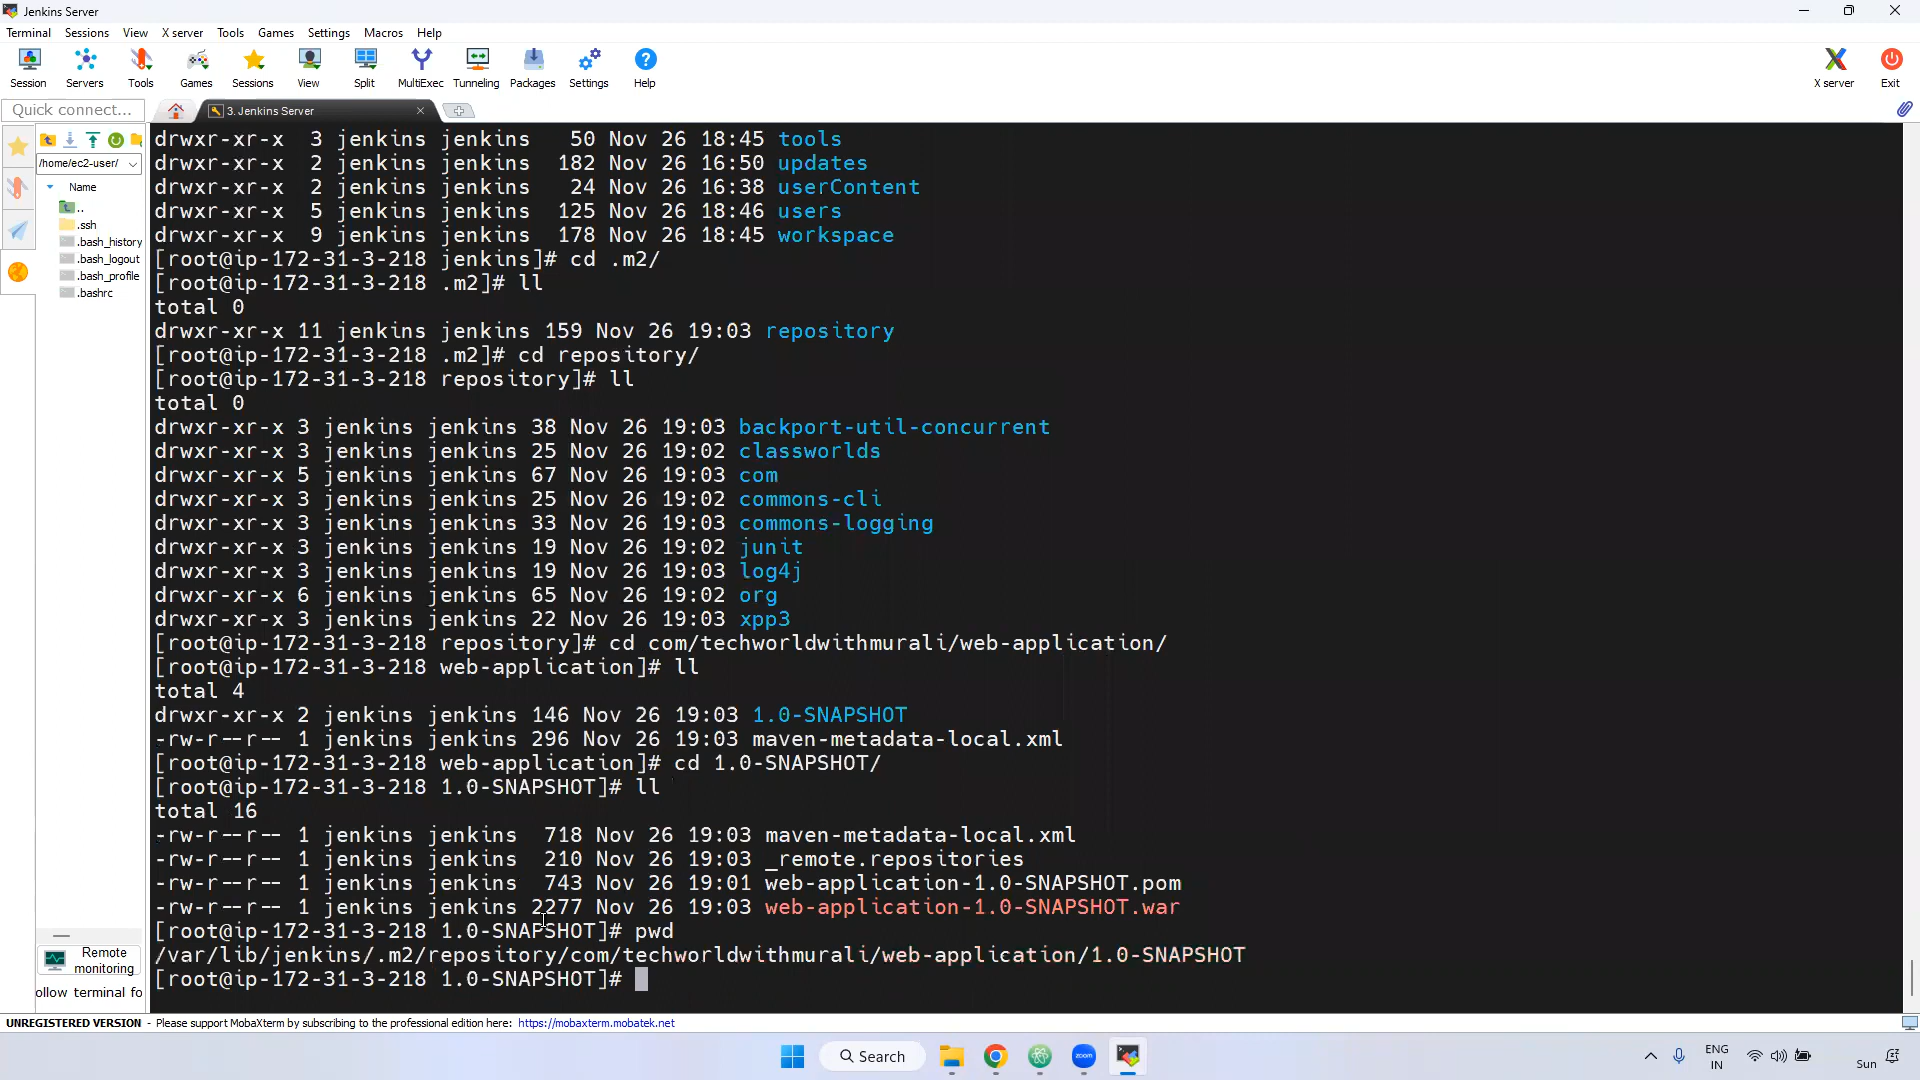 Jenkins Server
Terminal Sessions View X server Tools Games Settings Macros Help
Session Servers Tools Games Sessions View Split MultiExec Tunneling Packages Settings Help X server Exit
Quick connect...
3. Jenkins Server
/home/ec2-user/
Name
..
.ssh
.bash_history
.bash_logout
.bash_profile
.bashrc
Remote monitoring
ollow terminal fo
drwxr-xr-x  3 jenkins jenkins   50 Nov 26 18:45 tools
drwxr-xr-x  2 jenkins jenkins  182 Nov 26 16:50 updates
drwxr-xr-x  2 jenkins jenkins   24 Nov 26 16:38 userContent
drwxr-xr-x  5 jenkins jenkins  125 Nov 26 18:46 users
drwxr-xr-x  9 jenkins jenkins  178 Nov 26 18:45 workspace
[root@ip-172-31-3-218 jenkins]# cd .m2/
[root@ip-172-31-3-218 .m2]# ll
total 0
drwxr-xr-x 11 jenkins jenkins 159 Nov 26 19:03 repository
[root@ip-172-31-3-218 .m2]# cd repository/
[root@ip-172-31-3-218 repository]# ll
total 0
drwxr-xr-x 3 jenkins jenkins 38 Nov 26 19:03 backport-util-concurrent
drwxr-xr-x 3 jenkins jenkins 25 Nov 26 19:02 classworlds
drwxr-xr-x 5 jenkins jenkins 67 Nov 26 19:03 com
drwxr-xr-x 3 jenkins jenkins 25 Nov 26 19:02 commons-cli
drwxr-xr-x 3 jenkins jenkins 33 Nov 26 19:03 commons-logging
drwxr-xr-x 3 jenkins jenkins 19 Nov 26 19:02 junit
drwxr-xr-x 3 jenkins jenkins 19 Nov 26 19:03 log4j
drwxr-xr-x 6 jenkins jenkins 65 Nov 26 19:02 org
drwxr-xr-x 3 jenkins jenkins 22 Nov 26 19:03 xpp3
[root@ip-172-31-3-218 repository]# cd com/techworldwithmurali/web-application/
[root@ip-172-31-3-218 web-application]# ll
total 4
drwxr-xr-x 2 jenkins jenkins 146 Nov 26 19:03 1.0-SNAPSHOT
-rw-r--r-- 1 jenkins jenkins 296 Nov 26 19:03 maven-metadata-local.xml
[root@ip-172-31-3-218 web-application]# cd 1.0-SNAPSHOT/
[root@ip-172-31-3-218 1.0-SNAPSHOT]# ll
total 16
-rw-r--r-- 1 jenkins jenkins  718 Nov 26 19:03 maven-metadata-local.xml
-rw-r--r-- 1 jenkins jenkins  210 Nov 26 19:03 _remote.repositories
-rw-r--r-- 1 jenkins jenkins  743 Nov 26 19:01 web-application-1.0-SNAPSHOT.pom
-rw-r--r-- 1 jenkins jenkins 2277 Nov 26 19:03 web-application-1.0-SNAPSHOT.war
[root@ip-172-31-3-218 1.0-SNAPSHOT]# pwd
/var/lib/jenkins/.m2/repository/com/techworldwithmurali/web-application/1.0-SNAPSHOT
[root@ip-172-31-3-218 1.0-SNAPSHOT]#
UNREGISTERED VERSION - Please support MobaXterm by subscribing to the professional edition here: https://mobaxterm.mobatek.net
Search
zoom
ENG
IN
Sun